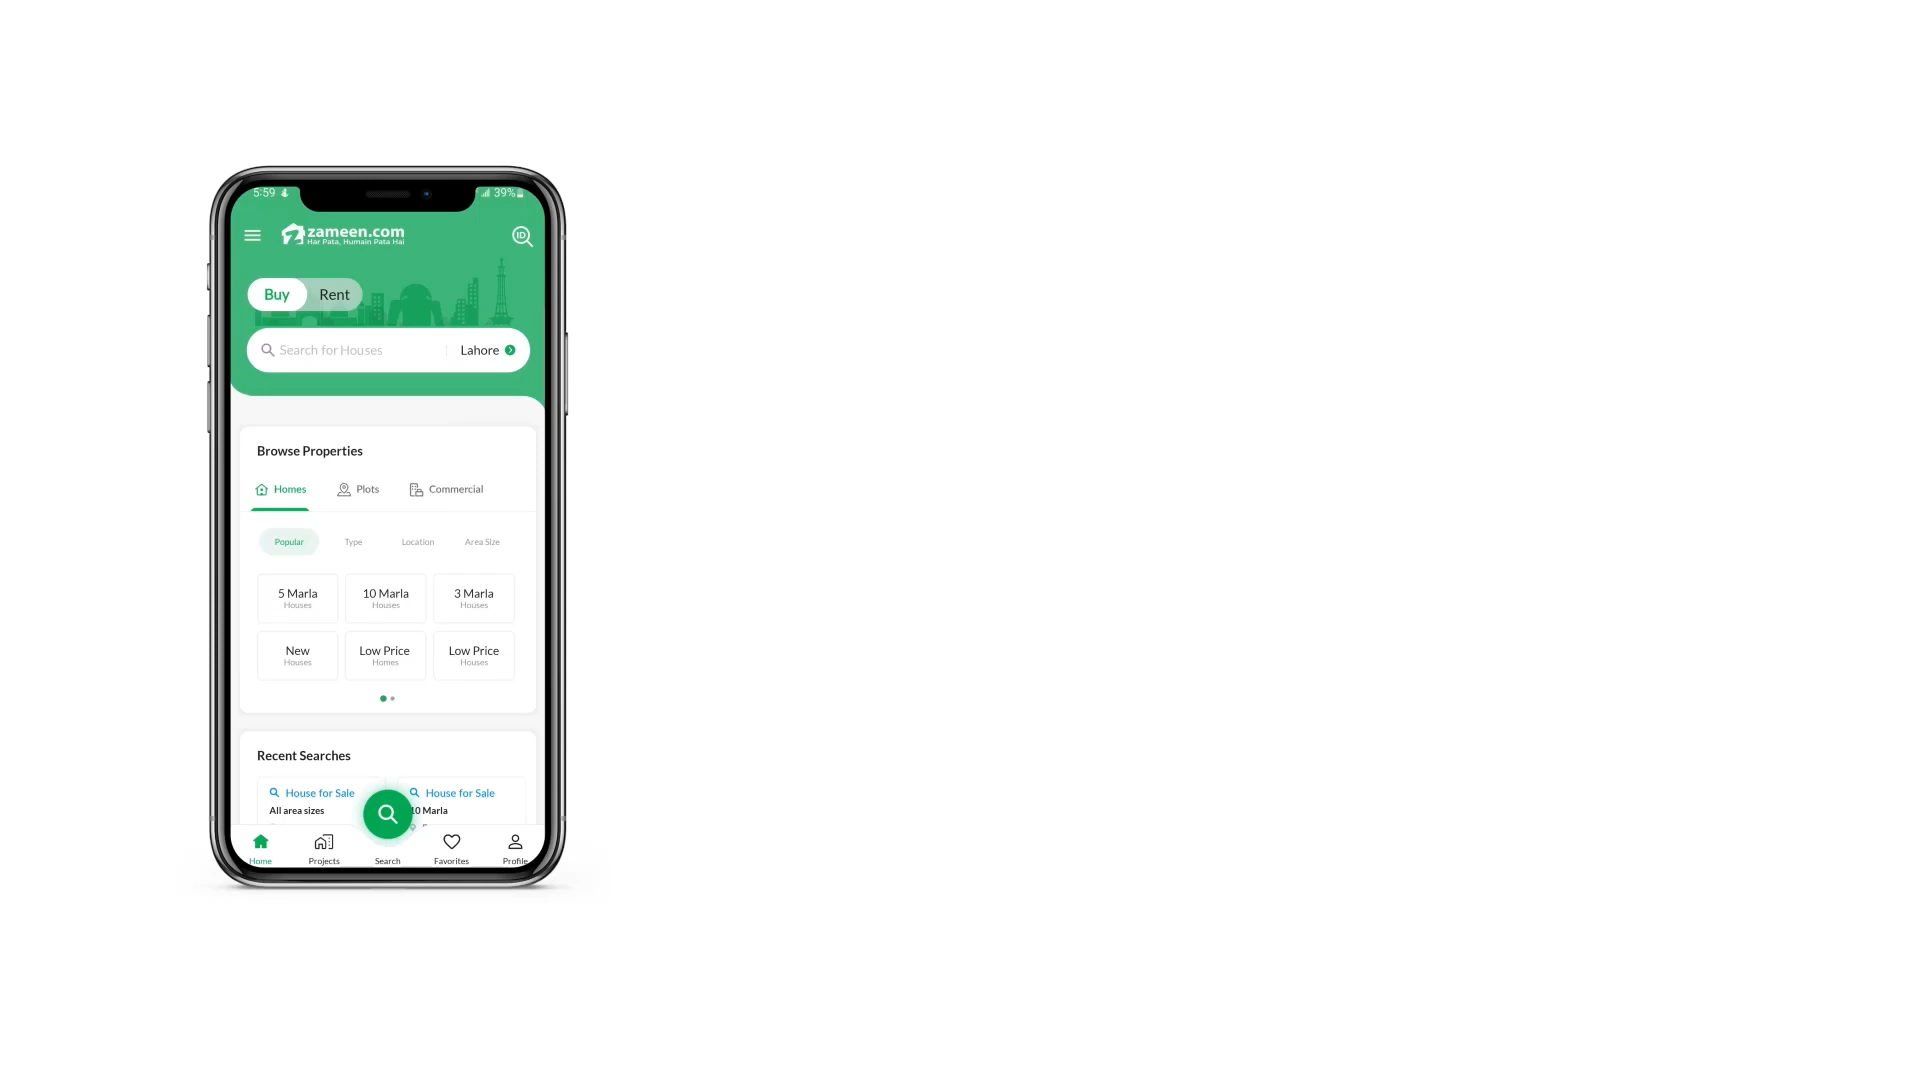 5:59
39%
zameen.com
Har Pata, Humain Pata Hai
ID
Buy Rent
Search for Houses Lahore
Browse Properties
Homes Plots Commercial
Popular Type Location Area Size
5 Marla 10 Marla 3 Marla
Houses Houses Houses
New Low Price Low Price
Houses Homes Houses
Recent Searches
House for Sale House for Sale
All area sizes 10 Marla
Home Projects Search Favorites Profile